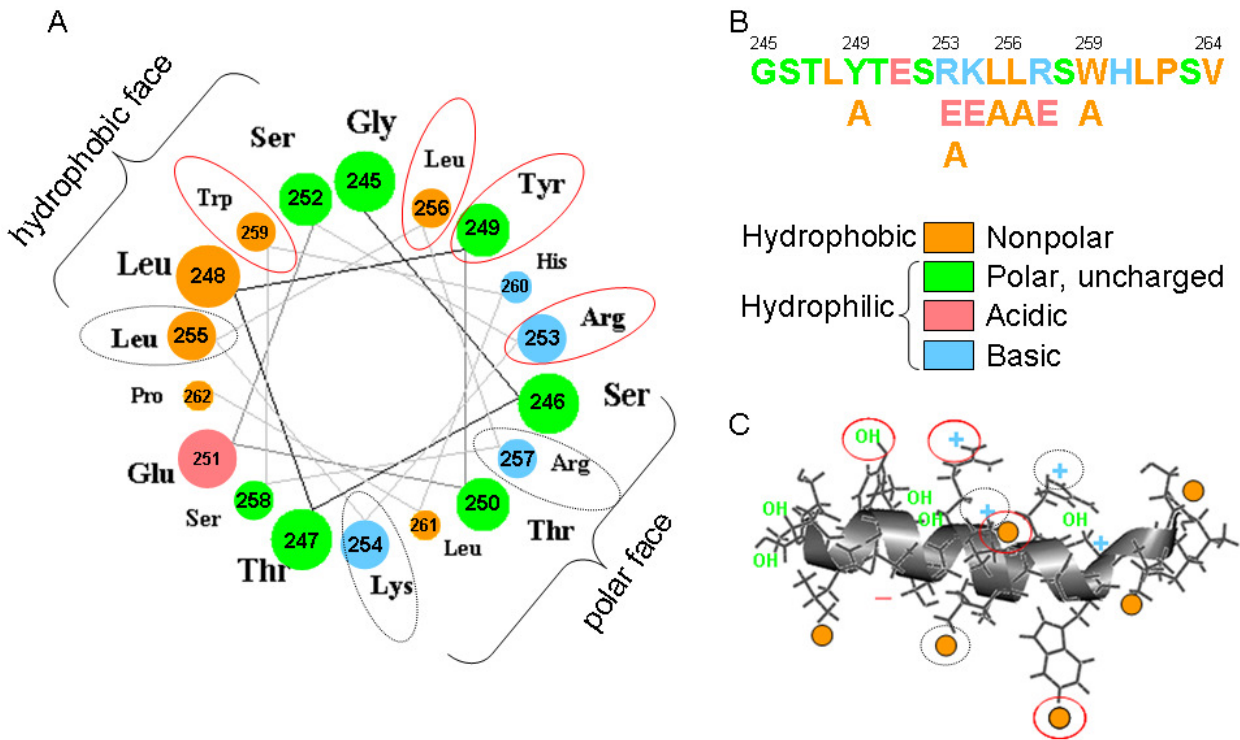 A
hydrophobic face
Ser
Gly
Leu
Tyr
Trp
252
245
256
249
259
His
Leu
248
260
Arg
253
Leu
255
Pro
262
246
Ser
Glu
251
257
Arg
Ser
258
250
Thr
247
Thr
254
261
Leu
Lys
polar face
B
245 249 253 256 259 264
GSTLYTESRKLLRSWHLPSV
A EEAAE A
A
Hydrophobic Nonpolar
Hydrophilic Polar, uncharged
Acidic
Basic
C
OH + +
OH OH + OH
OH +
−